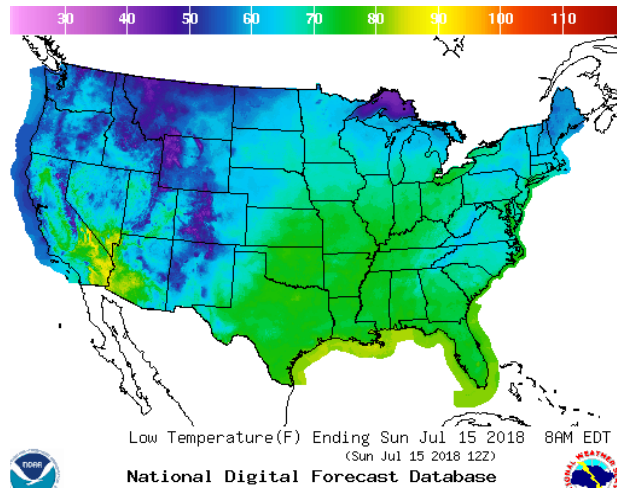 30 40 50 60 70 80 90 100 110
Low Temperature(F) Ending Sun Jul 15 2018 8AM EDT
(Sun Jul 15 2018 12Z)
National Digital Forecast Database
NOAA